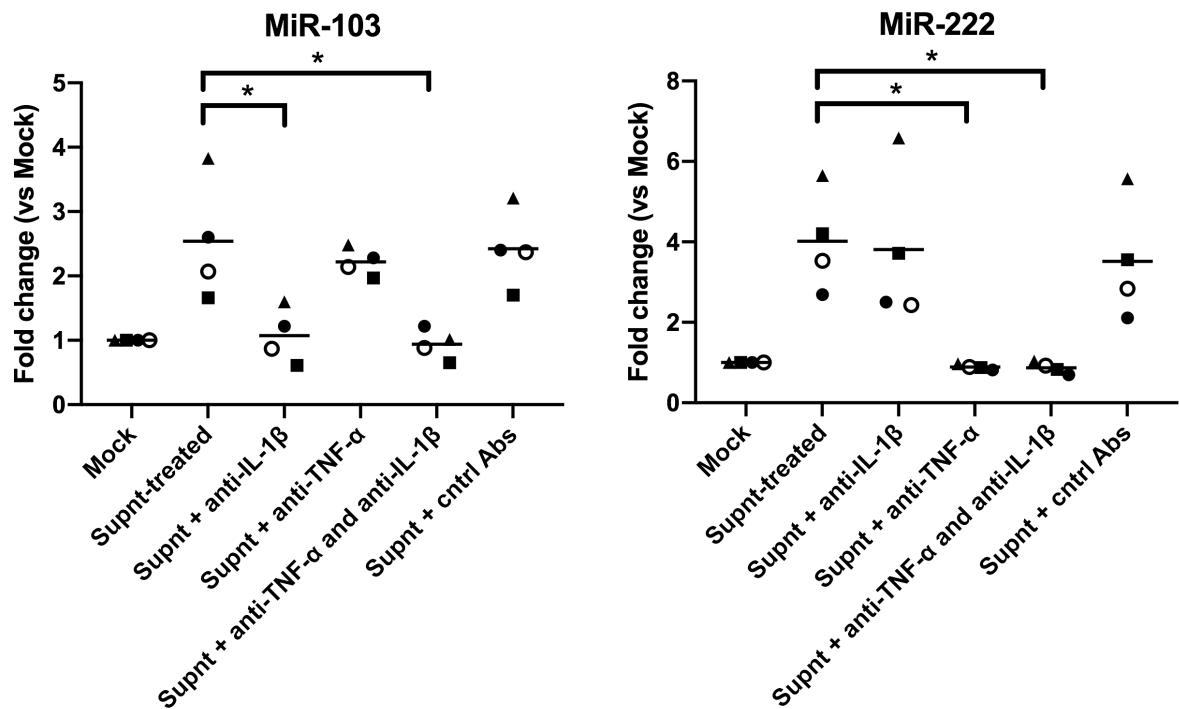 MiR-103
*
*
Fold change (vs Mock)
5
4
3
2
1
0
Mock
Supnt-treated
Supnt + anti-IL-1β
Supnt + anti-TNF-α
Supnt + anti-TNF-α and anti-IL-1β
Supnt + cntrl Abs
MiR-222
*
*
Fold change (vs Mock)
8
6
4
2
0
Mock
Supnt-treated
Supnt + anti-IL-1β
Supnt + anti-TNF-α
Supnt + anti-TNF-α and anti-IL-1β
Supnt + cntrl Abs